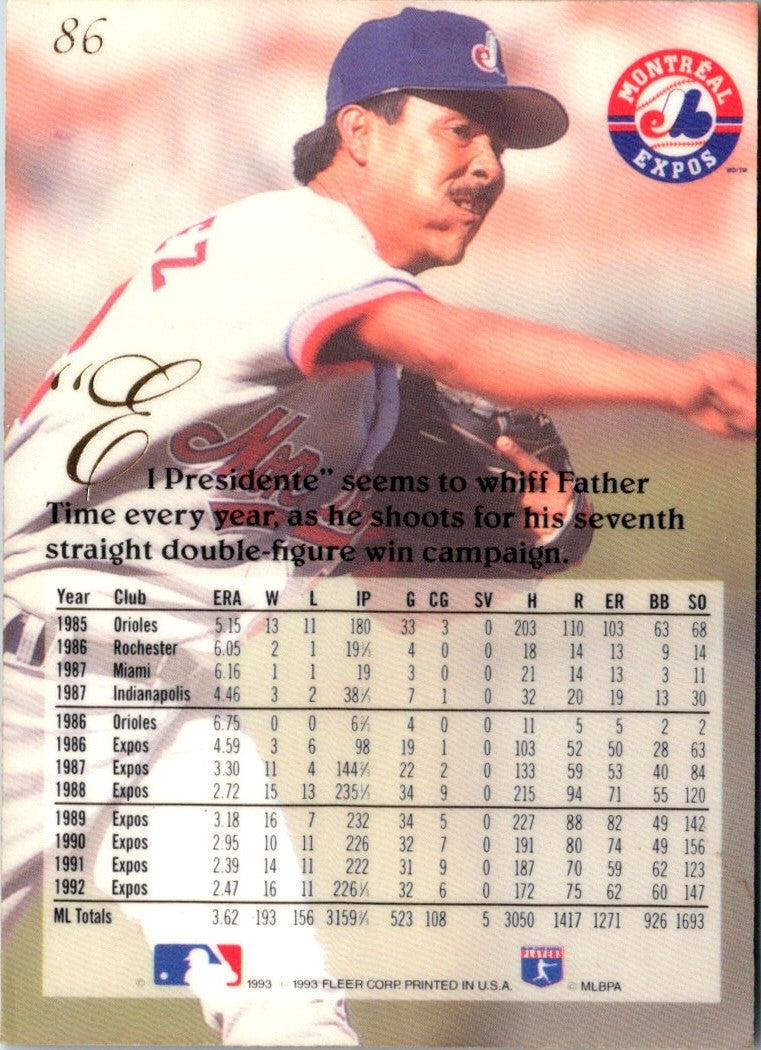 86
MONTRÉAL
EXPOS
EZ
"El Presidente" seems to whiff Father
Time every year, as he shoots for his seventh
straight double-figure win campaign.
Year Club ERA W L IP G CG SV H R ER BB SO
1985 Orioles 5.15 13 11 180 33 3 0 203 110 103 63 68
1986 Rochester 6.05 2 1 19⅓ 4 0 0 18 14 13 9 14
1987 Miami 6.16 1 1 19 3 0 0 21 14 13 3 11
1987 Indianapolis 4.46 3 2 38⅓ 7 1 0 32 20 19 13 30
1986 Orioles 6.75 0 0 6⅔ 4 0 0 11 5 5 2 2
1986 Expos 4.59 3 6 98 19 1 0 103 52 50 28 63
1987 Expos 3.30 11 4 144⅔ 22 2 0 133 59 53 40 84
1988 Expos 2.72 15 13 235⅓ 34 9 0 215 94 71 55 120
1989 Expos 3.18 16 7 232 34 5 0 227 88 82 49 142
1990 Expos 2.95 10 11 226 32 7 0 191 80 74 49 156
1991 Expos 2.39 14 11 222 31 9 0 187 70 59 62 123
1992 Expos 2.47 16 11 226⅓ 32 6 0 172 75 62 60 147
ML Totals 3.62 193 156 3159⅔ 523 108 5 3050 1417 1271 926 1693
© 1993 © 1993 FLEER CORP. PRINTED IN U.S.A. © MLBPA
PLAYERS